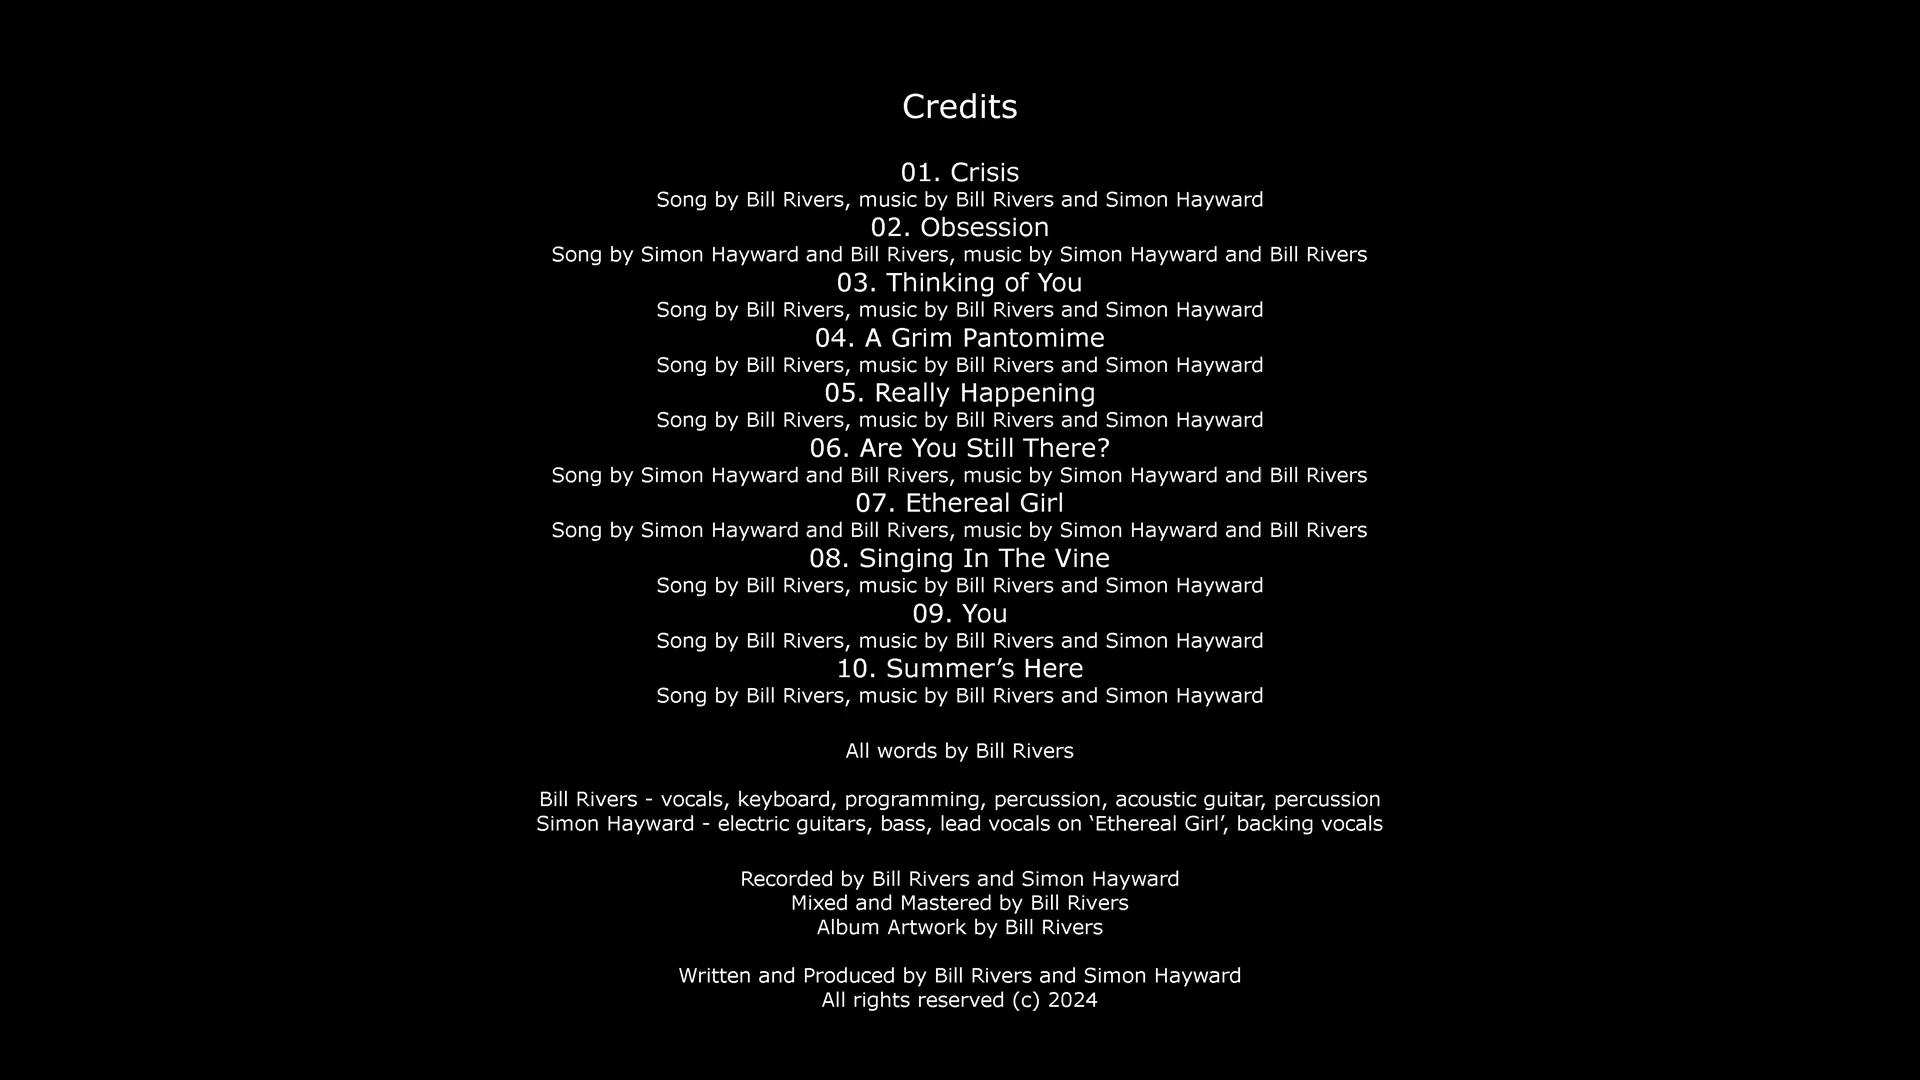 Credits
01. Crisis
Song by Bill Rivers, music by Bill Rivers and Simon Hayward
02. Obsession
Song by Simon Hayward and Bill Rivers, music by Simon Hayward and Bill Rivers
03. Thinking of You
Song by Bill Rivers, music by Bill Rivers and Simon Hayward
04. A Grim Pantomime
Song by Bill Rivers, music by Bill Rivers and Simon Hayward
05. Really Happening
Song by Bill Rivers, music by Bill Rivers and Simon Hayward
06. Are You Still There?
Song by Simon Hayward and Bill Rivers, music by Simon Hayward and Bill Rivers
07. Ethereal Girl
Song by Simon Hayward and Bill Rivers, music by Simon Hayward and Bill Rivers
08. Singing In The Vine
Song by Bill Rivers, music by Bill Rivers and Simon Hayward
09. You
Song by Bill Rivers, music by Bill Rivers and Simon Hayward
10. Summer’s Here
Song by Bill Rivers, music by Bill Rivers and Simon Hayward
All words by Bill Rivers
Bill Rivers - vocals, keyboard, programming, percussion, acoustic guitar, percussion
Simon Hayward - electric guitars, bass, lead vocals on ‘Ethereal Girl’, backing vocals
Recorded by Bill Rivers and Simon Hayward
Mixed and Mastered by Bill Rivers
Album Artwork by Bill Rivers
Written and Produced by Bill Rivers and Simon Hayward
All rights reserved (c) 2024